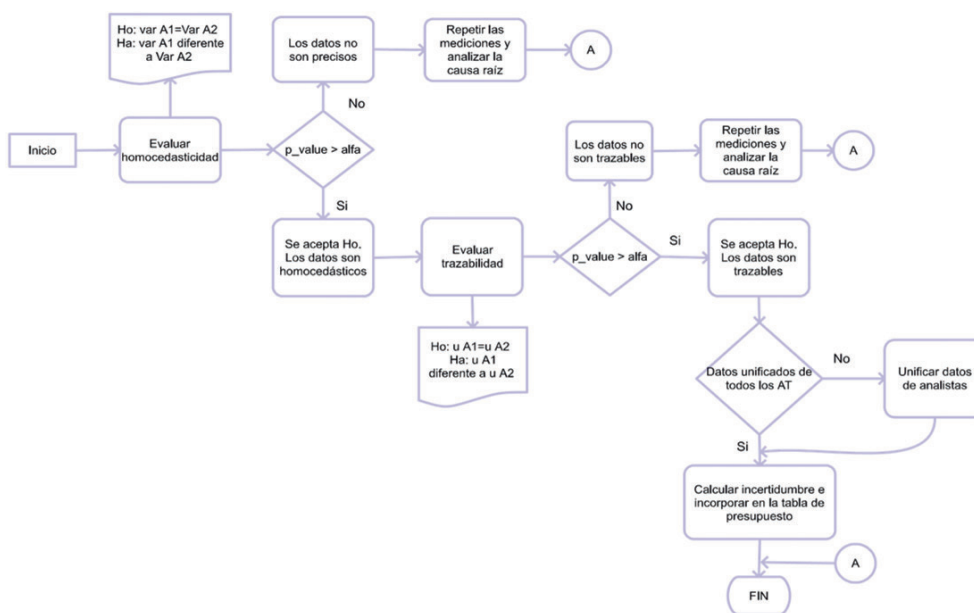 Ho: var A1=Var A2
Ha: var A1 diferente
a Var A2
Los datos no
son precisos
Repetir las
mediciones y
analizar la
causa raíz
A
No
Inicio
Evaluar
homocedasticidad
p_value > alfa
Los datos no
son trazables
Repetir las
mediciones y
analizar la
causa raíz
A
Si
No
Se acepta Ho.
Los datos son
homocedásticos
Evaluar
trazabilidad
p_value > alfa
Si
Se acepta Ho.
Los datos son
trazables
Ho: u A1=u A2
Ha: u A1
diferente a u A2
Datos unificados de
todos los AT
No
Unificar datos
de analistas
Si
Calcular incertidumbre e
incorporar en la tabla de
presupuesto
A
FIN